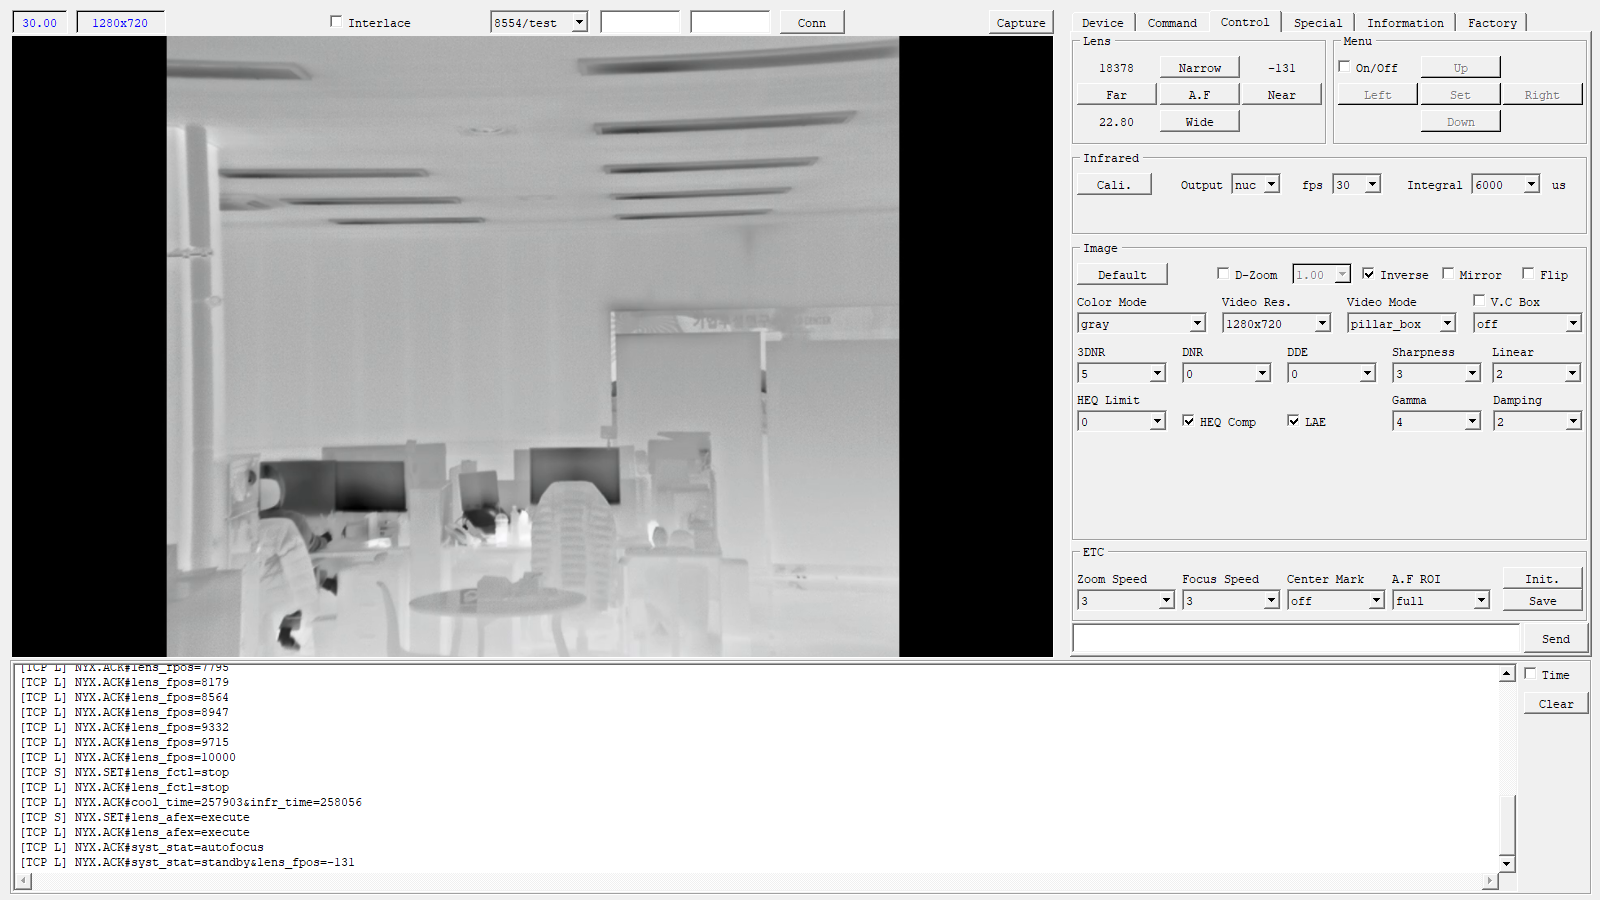 30.00 1280x720 Interlace 8554/test Conn Capture
Device Command Control Special Information Factory
Lens
18378 Narrow -131
Far A.F Near
22.80 Wide
Menu
On/Off Up
Left Set Right
Down
Infrared
Cali. Output nuc fps 30 Integral 6000 us
Image
Default D-Zoom 1.00 Inverse Mirror Flip
Color Mode Video Res. Video Mode V.C Box
gray 1280x720 pillar_box off
3DNR DNR DDE Sharpness Linear
5 0 0 3 2
HEQ Limit HEQ Comp LAE Gamma Damping
0 4 2
ETC
Zoom Speed Focus Speed Center Mark A.F ROI Init.
3 3 off full Save
Send
[TCP L] NYX.ACK#lens_fpos=7795
[TCP L] NYX.ACK#lens_fpos=8179
[TCP L] NYX.ACK#lens_fpos=8564
[TCP L] NYX.ACK#lens_fpos=8947
[TCP L] NYX.ACK#lens_fpos=9332
[TCP L] NYX.ACK#lens_fpos=9715
[TCP L] NYX.ACK#lens_fpos=10000
[TCP S] NYX.SET#lens_fctl=stop
[TCP L] NYX.ACK#lens_fctl=stop
[TCP L] NYX.ACK#cool_time=257903&infr_time=258056
[TCP S] NYX.SET#lens_afex=execute
[TCP L] NYX.ACK#lens_afex=execute
[TCP L] NYX.ACK#syst_stat=autofocus
[TCP L] NYX.ACK#syst_stat=standby&lens_fpos=-131
Time
Clear